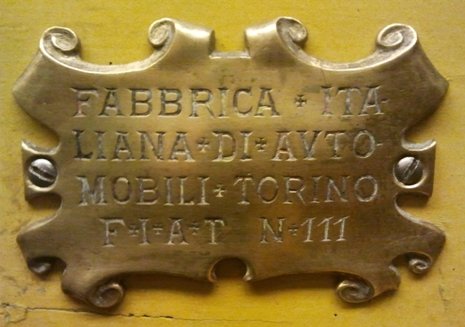 FABBRICA + ITA-
LIANA + DI + AVTO-
MOBILI + TORINO
F + I + A + T N + 111